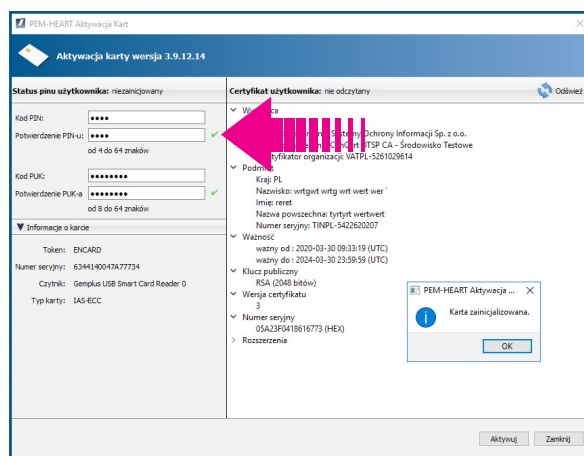 PEM-HEART Aktywacja Kart
Aktywacja karty wersja 3.9.12.14
Status pinu użytkownika: niezainicjowany
Kod PIN:
Potwierdzenie PIN-u:
od 4 do 64 znaków
Kod PUK:
Potwierdzenie PUK-a
od 8 do 64 znaków
Informacje o karcie
Token: ENCARD
Numer seryjny: 6344140047A77734
Czytnik: Gemplus USB Smart Card Reader 0
Typ karty: IAS-ECC
Certyfikat użytkownika: nie odczytany
Odśwież
Systemy Ochrony Informacji Sp. z o.o.
QTSP CA - Środowisko Testowe
organizacji: VATPL-5261029614
Podmiot
Kraj: PL
Nazwisko: wrtgwt wrtg wrt wert wer `
Imię: reret
Nazwa powszechna: tyrtyrt wertwert
Numer seryjny: TINPL-5422620207
Ważność
ważny od : 2020-03-30 09:33:19 (UTC)
ważny do : 2024-03-30 23:59:59 (UTC)
Klucz publiczny
RSA (2048 bitów)
Wersja certyfikatu
3
Numer seryjny
05A23F0418616773 (HEX)
Rozszerzenia
PEM-HEART Aktywacja ...
Karta zainicjalizowana.
OK
Aktywuj
Zamknij